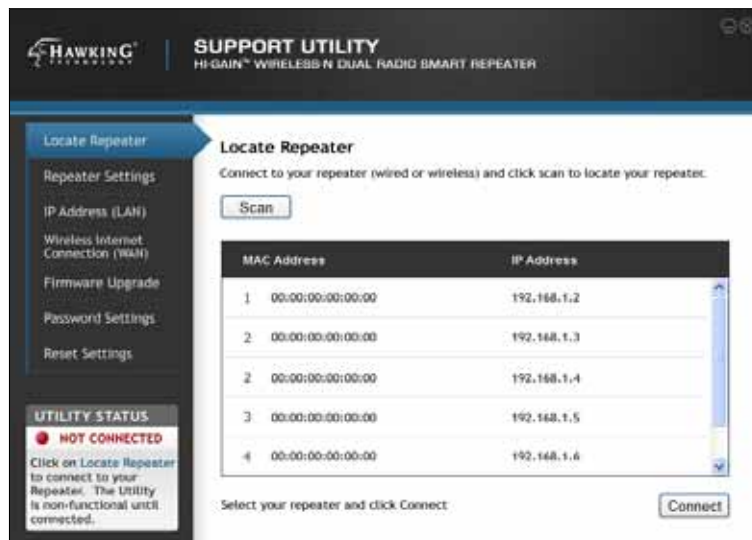 HAWKING
TECHNOLOGY
SUPPORT UTILITY
HI-GAIN™ WIRELESS-N DUAL RADIO SMART REPEATER
Locate Repeater
Repeater Settings
IP Address (LAN)
Wireless Internet
Connection (WAN)
Firmware Upgrade
Password Settings
Reset Settings
UTILITY STATUS
NOT CONNECTED
Click on Locate Repeater
to connect to your
Repeater. The Utility
is non-functional until
connected.
Locate Repeater
Connect to your repeater (wired or wireless) and click scan to locate your repeater.
Scan
MAC Address IP Address
1 00:00:00:00:00:00 192.168.1.2
2 00:00:00:00:00:00 192.168.1.3
2 00:00:00:00:00:00 192.168.1.4
3 00:00:00:00:00:00 192.168.1.5
4 00:00:00:00:00:00 192.168.1.6
Select your repeater and click Connect
Connect